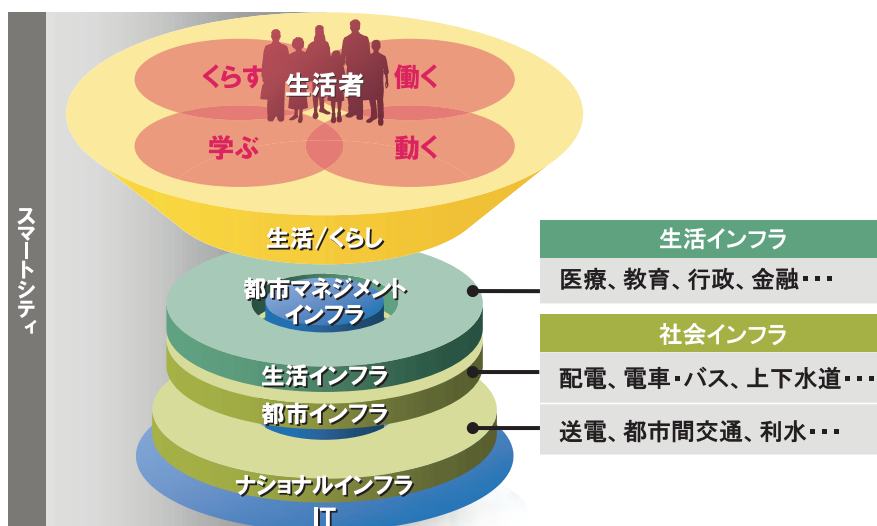 スマートシティ
くらす
生活者
働く
学ぶ
動く
生活/くらし
都市マネジメント
インフラ
生活インフラ
都市インフラ
ナショナルインフラ
IT
生活インフラ
医療、教育、行政、金融・・・
社会インフラ
配電、電車・バス、上下水道・・・
送電、都市間交通、利水・・・